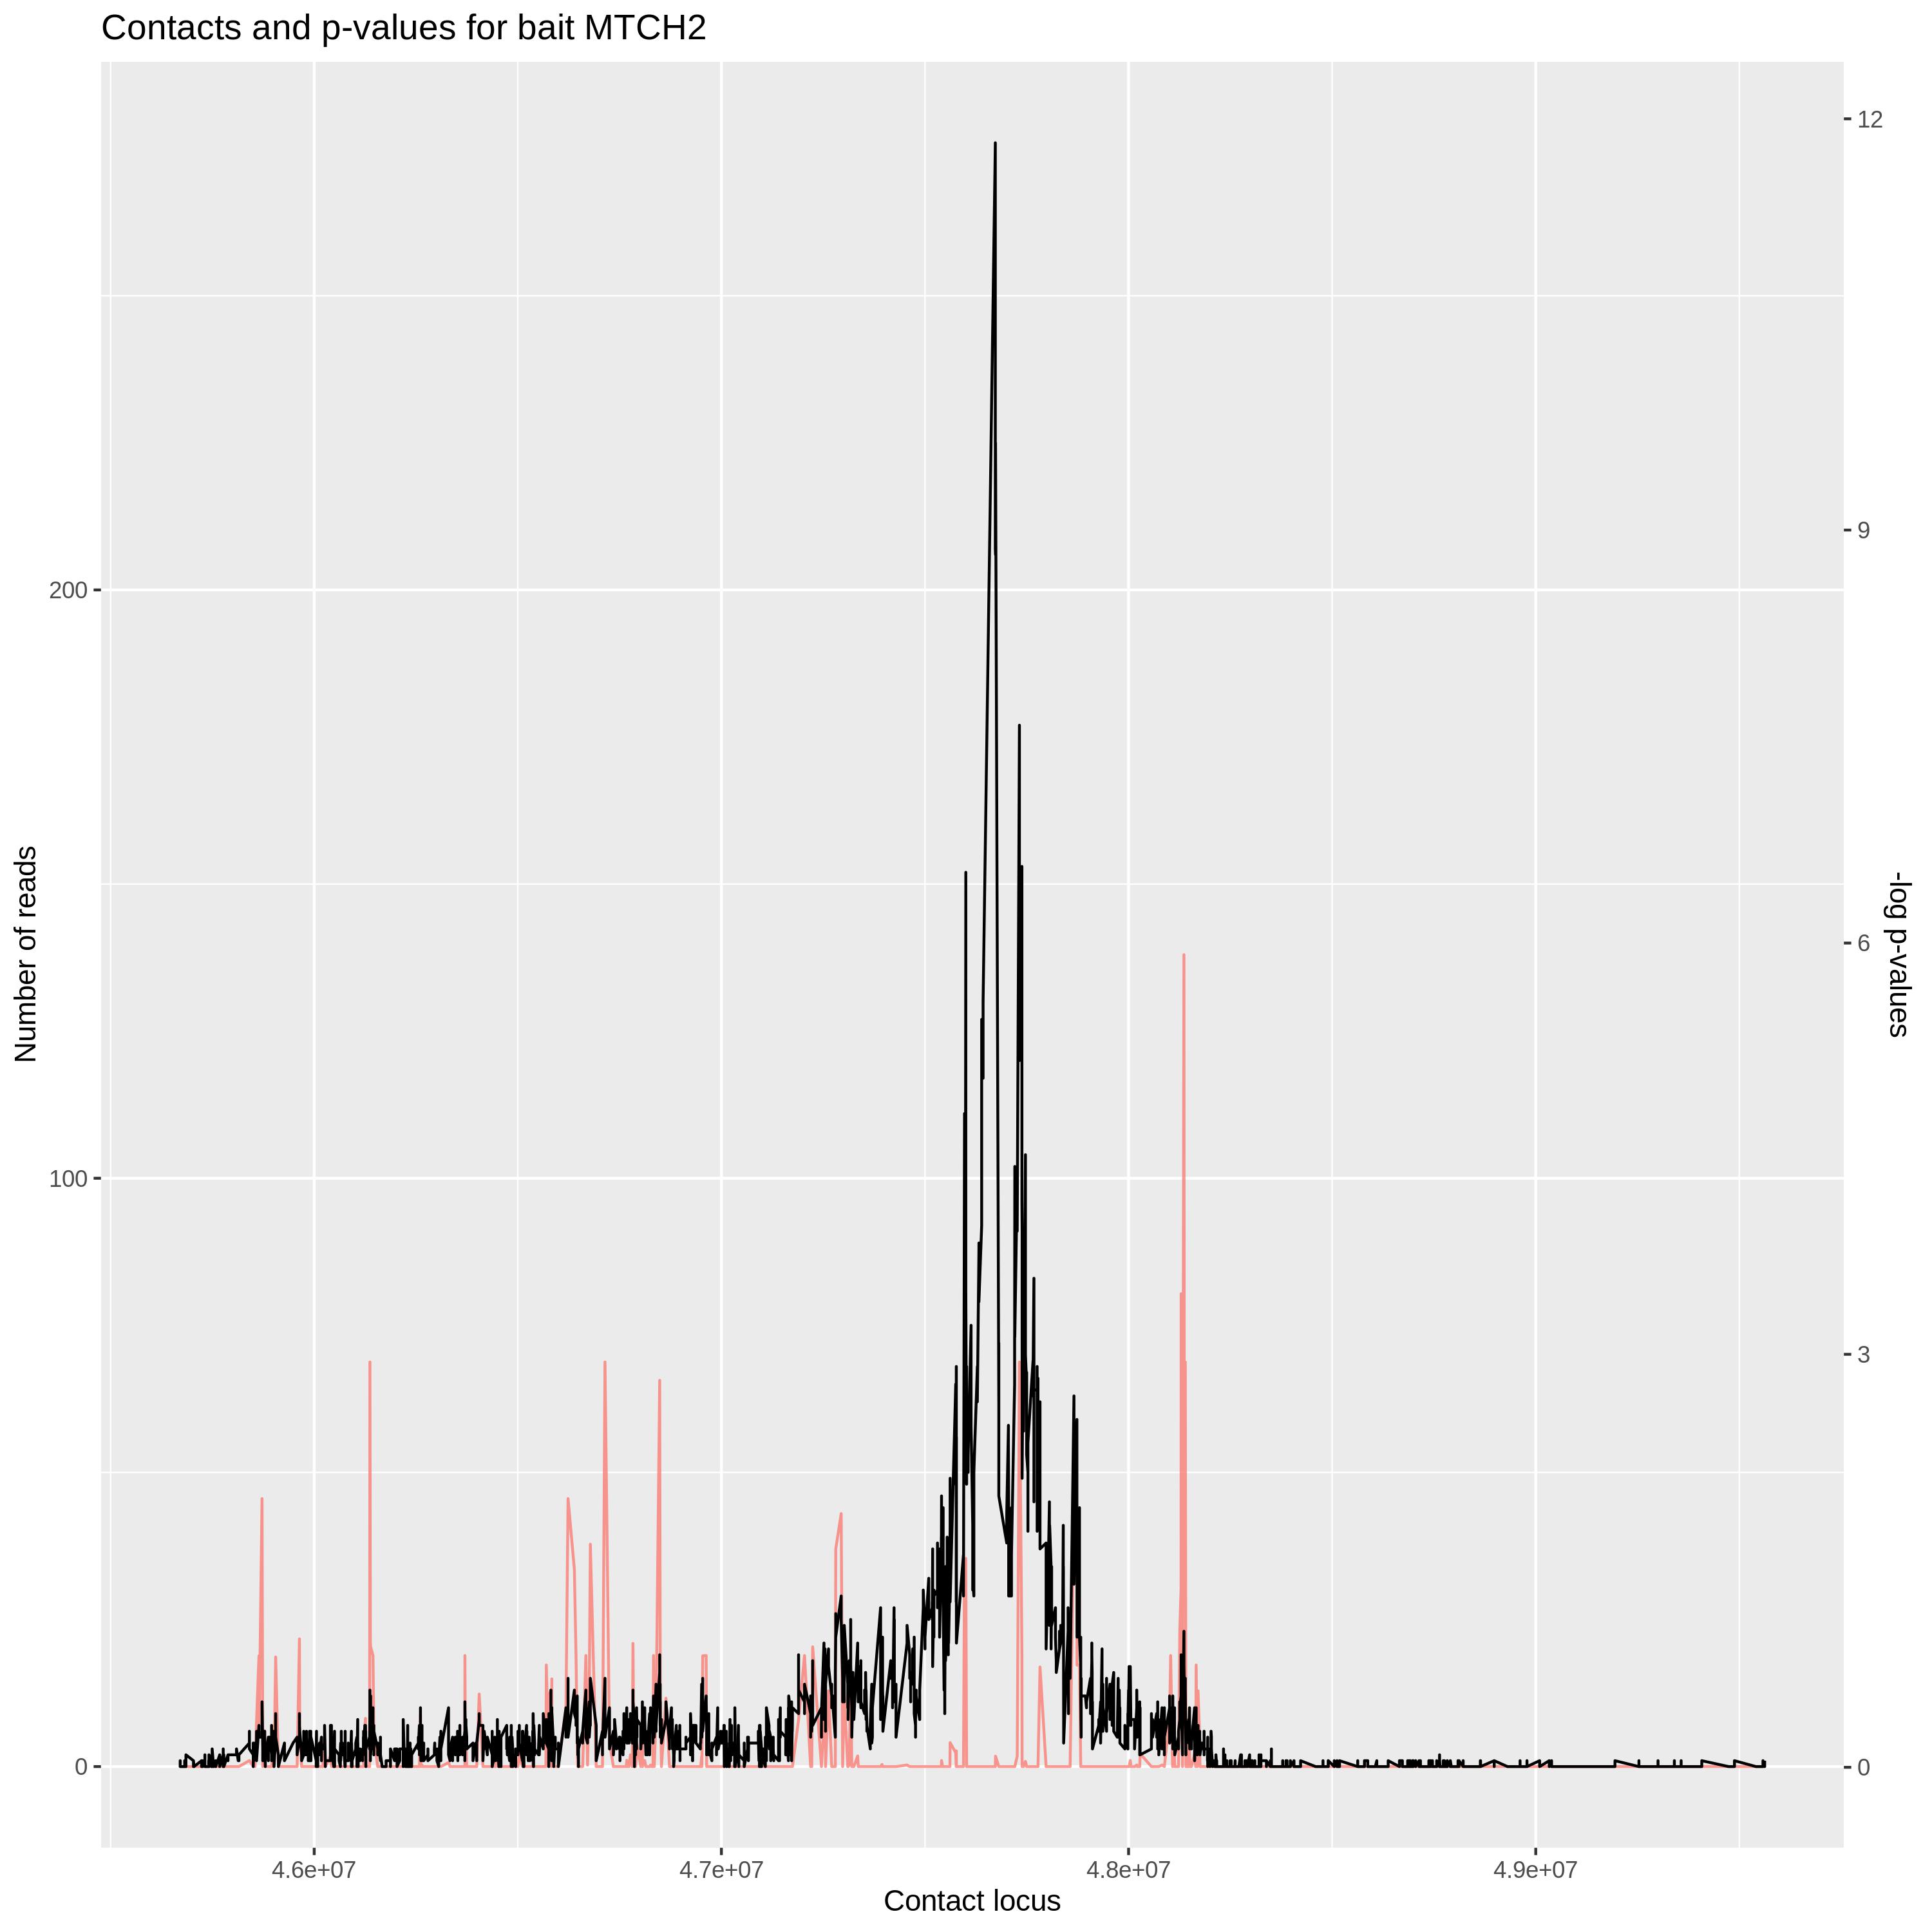 Contacts and p-values for bait MTCH2
12
9
200
Number of reads
-log p-values
6
100
3
0
0
4.6e+07
4.7e+07
4.8e+07
4.9e+07
Contact locus